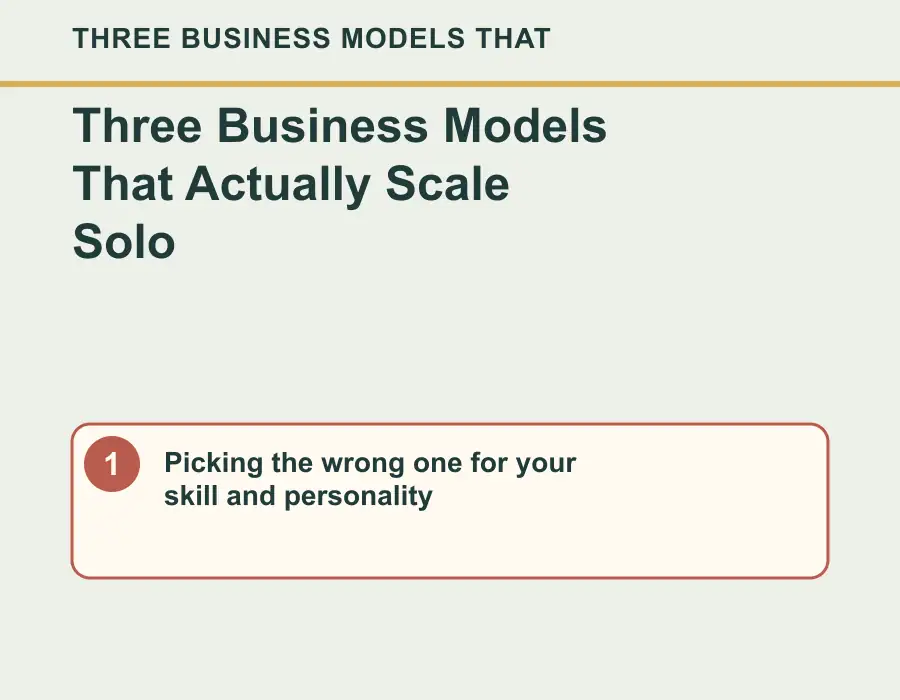 THREE BUSINESS MODELS THAT
Three Business Models
That Actually Scale
Solo
1
Picking the wrong one for your
skill and personality